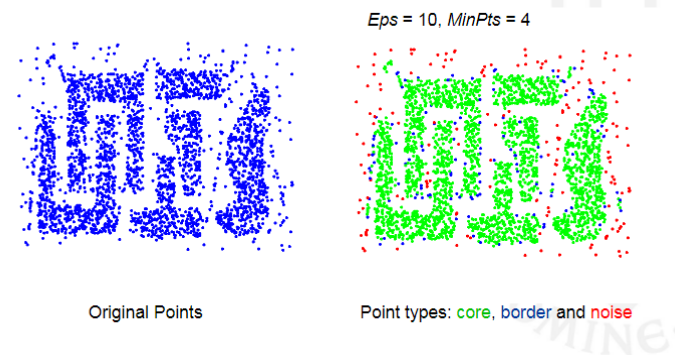 Eps = 10, MinPts = 4
Original Points
Point types: core, border and noise